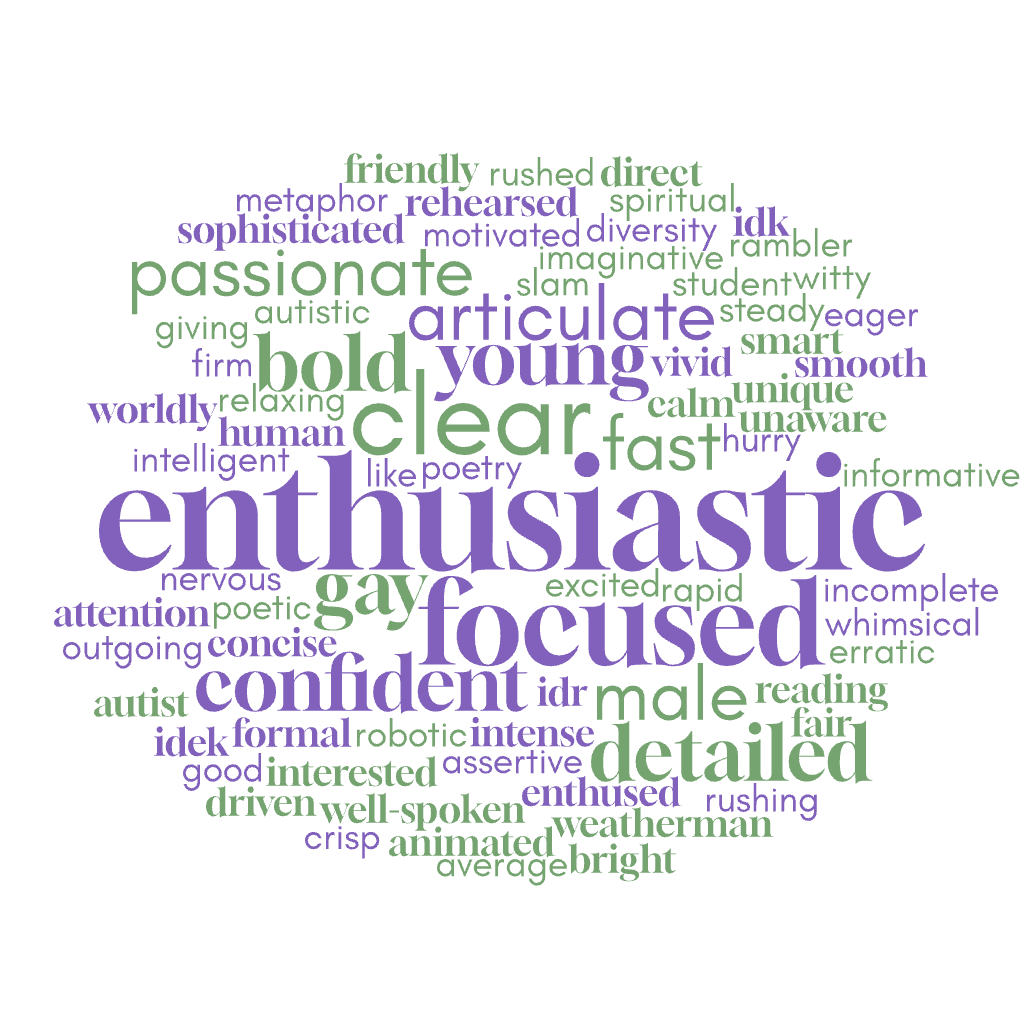 friendly rushed direct
metaphor rehearsed spiritual
sophisticated motivated diversity idk
imaginative rambler
passionate slam student witty
autistic articulate steady eager
giving smart
firm bold young vivid smooth
relaxing clear calm unique
worldly unaware
human fast hurry
intelligent like poetry informative
enthusiastic
nervous gay excited rapid incomplete
attention poetic focused whimsical
outgoing concise erratic
autist confident idr male reading
idek formal robotic intense fair
good interested assertive detailed
driven well-spoken enthused rushing
crisp animated weatherman
average bright